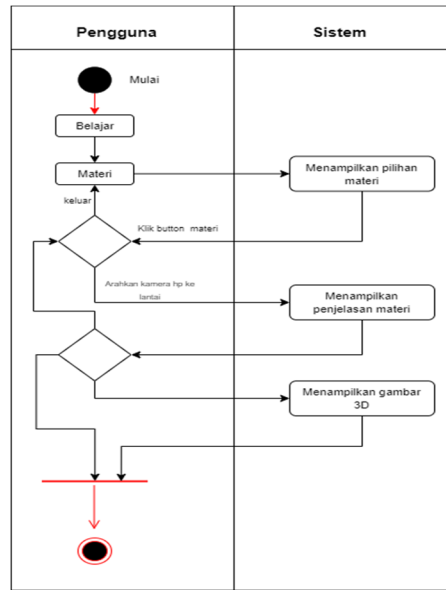 Pengguna
Sistem
Mulai
Belajar
Materi
Menampilkan pilihan
materi
keluar
Klik button materi
Arahkan kamera hp ke
lantai
Menampilkan
penjelasan materi
Menampilkan gambar
3D